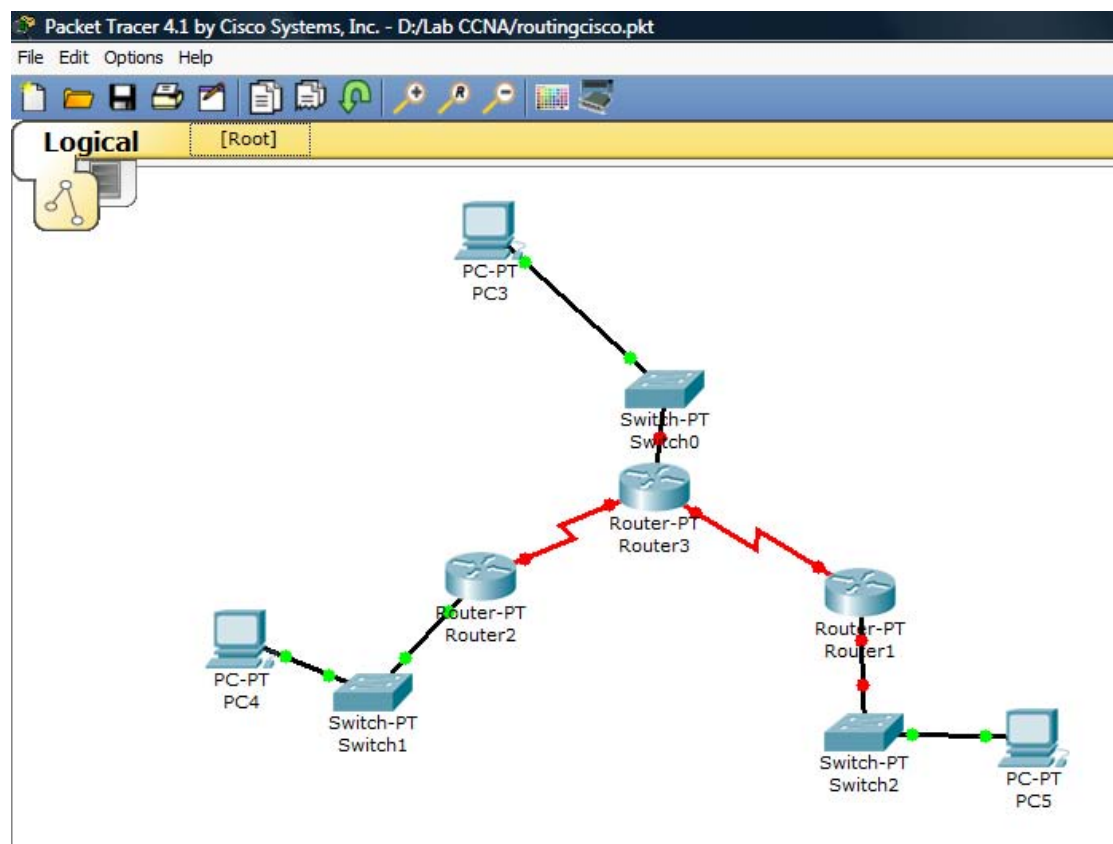 Packet Tracer 4.1 by Cisco Systems, Inc. - D:/Lab CCNA/routingcisco.pkt
File Edit Options Help
R
Logical
[Root]
PC-PT
PC3
Switch-PT
Switch0
Router-PT
Router3
Router-PT
Router2
Router-PT
Router1
PC-PT
PC4
Switch-PT
Switch1
Switch-PT
Switch2
PC-PT
PC5